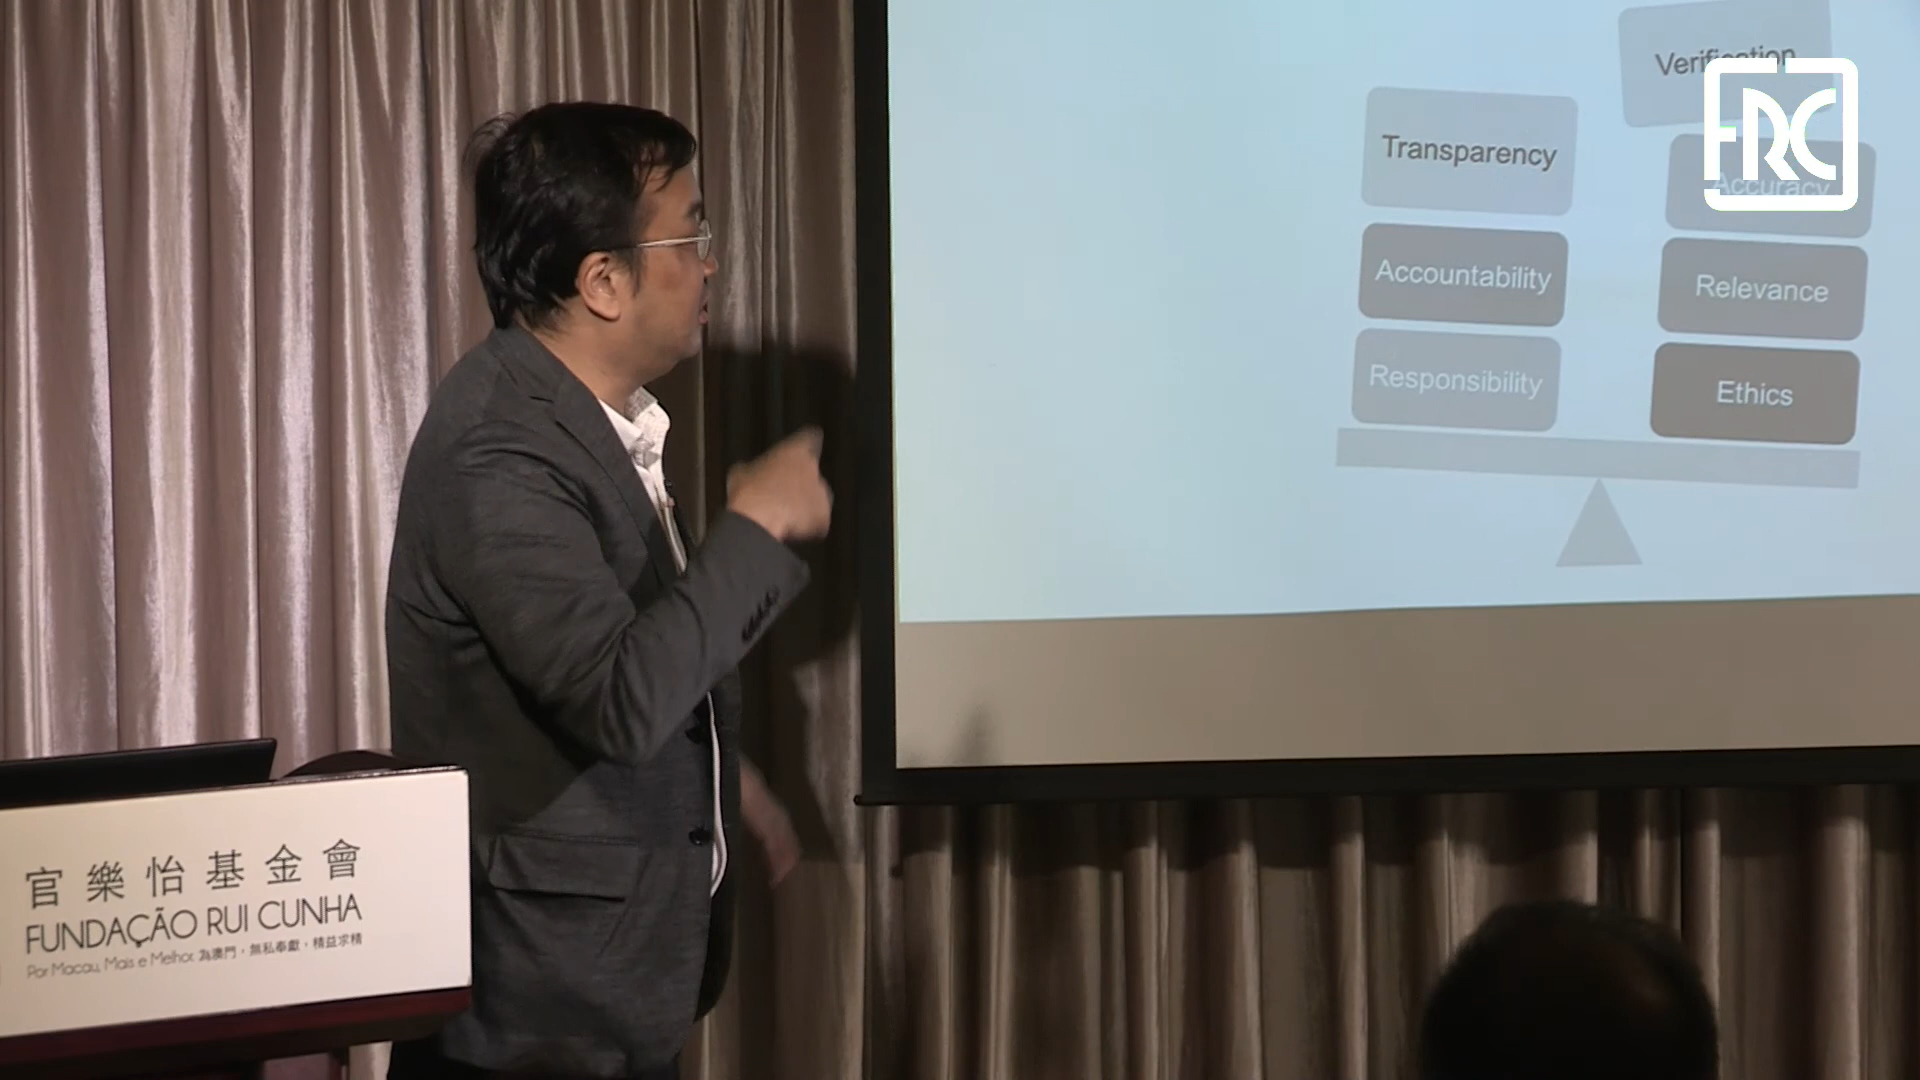 Verification
FRC
Transparency
Accuracy
Accountability
Relevance
Responsibility
Ethics
官樂怡基金會
FUNDAÇÃO RUI CUNHA
Por Macau, Mais e Melhor. 為澳門，無私奉獻，精益求精